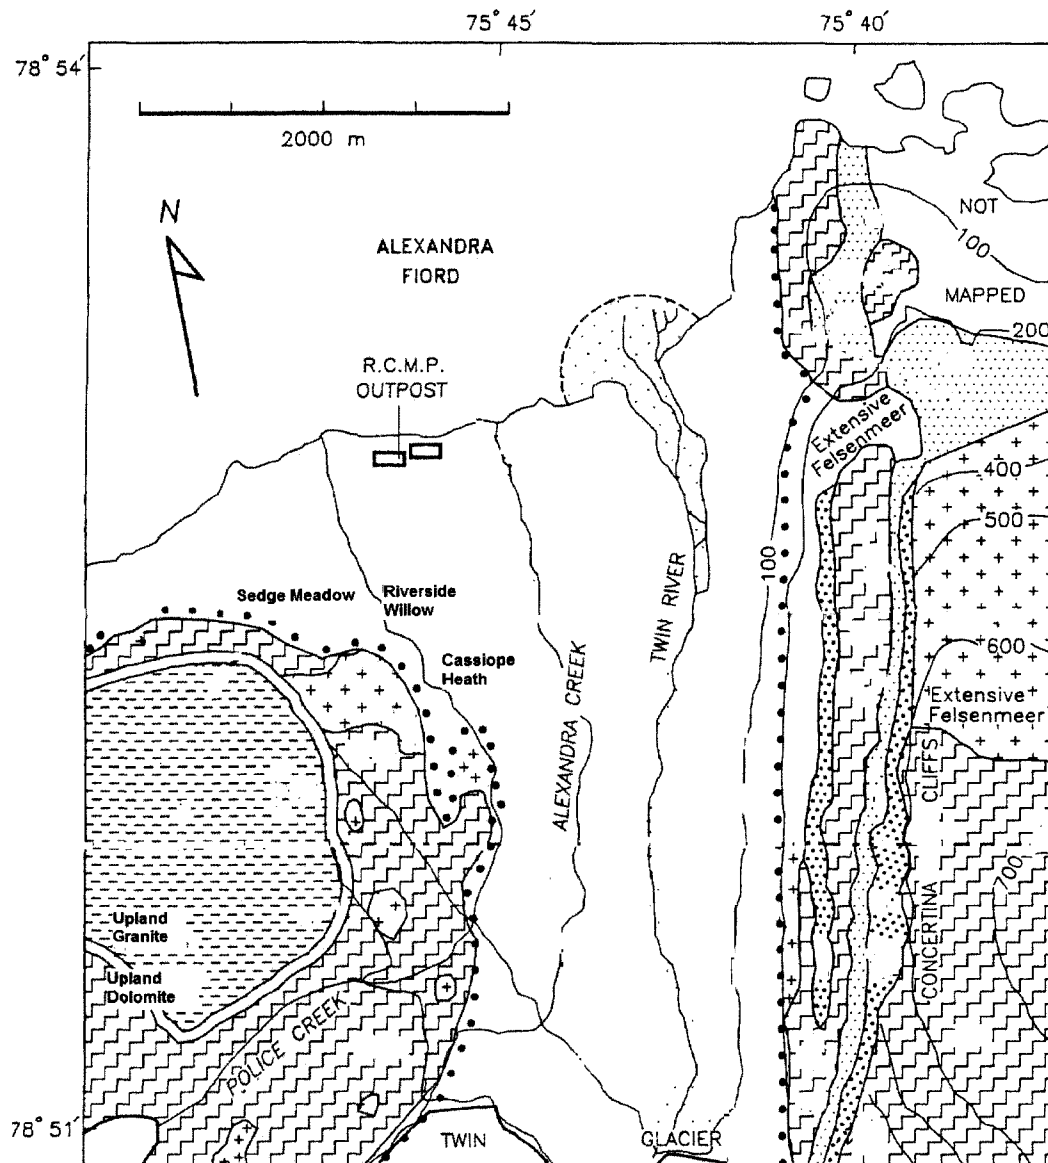 75° 45′
75° 40′
78° 54′
2000 m
N
ALEXANDRA
FIORD
NOT
100
MAPPED
200
R.C.M.P.
OUTPOST
Extensive
Felsenmeer
400
500
100
TWIN RIVER
Sedge Meadow
Riverside
Willow
600
Cassiope
Heath
ALEXANDRA CREEK
Extensive
Felsenmeer
CONCERTINA CLIFFS
700
Upland
Granite
Upland
Dolomite
POLICE CREEK
78° 51′
TWIN GLACIER